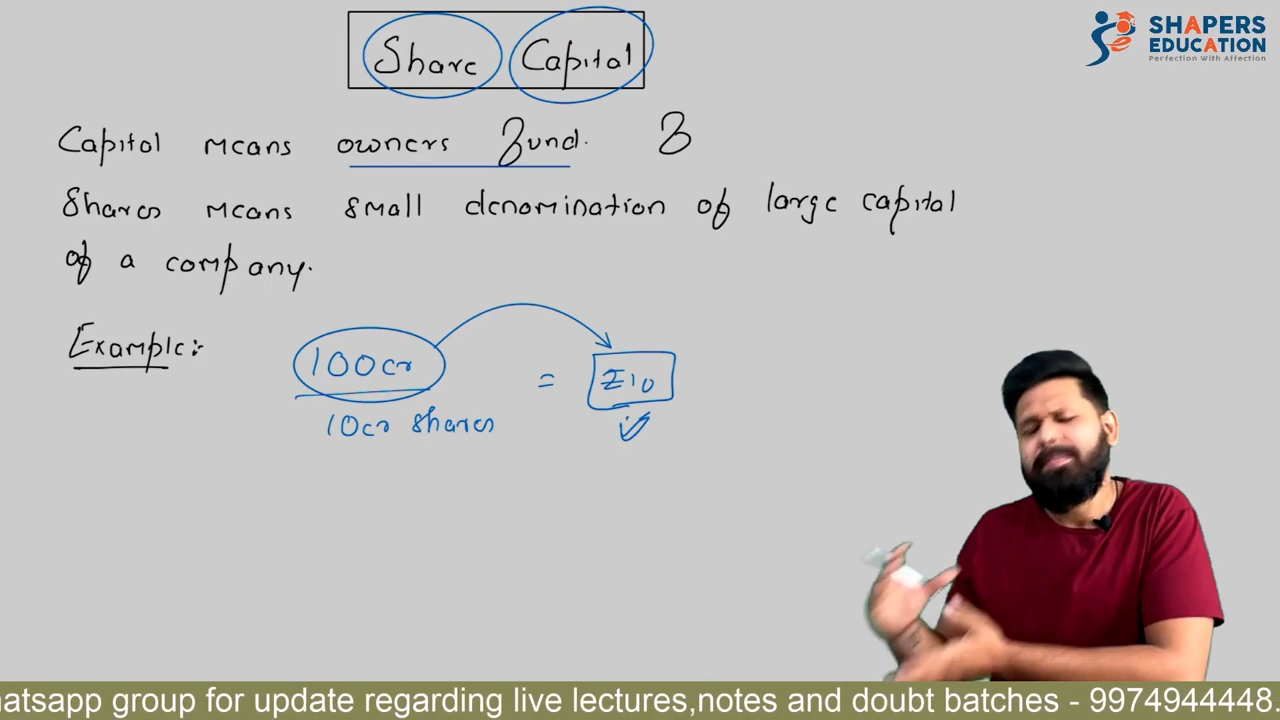 Share Capital
SHAPERS
EDUCATION
Perfection With Affection
Capital means owners fund.
Shares means small denomination of large capital
of a company.
Example:
100cr = ₹10
10cr shares
hatsapp group for update regarding live lectures,notes and doubt batches - 9974944448.